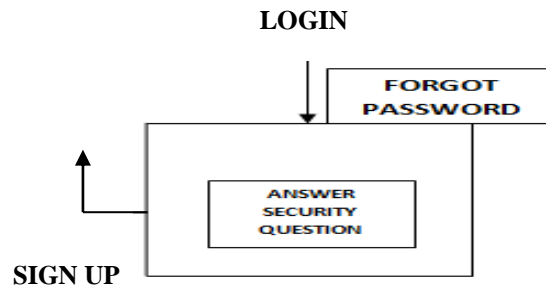 LOGIN
FORGOT
PASSWORD
ANSWER
SECURITY
QUESTION
SIGN UP